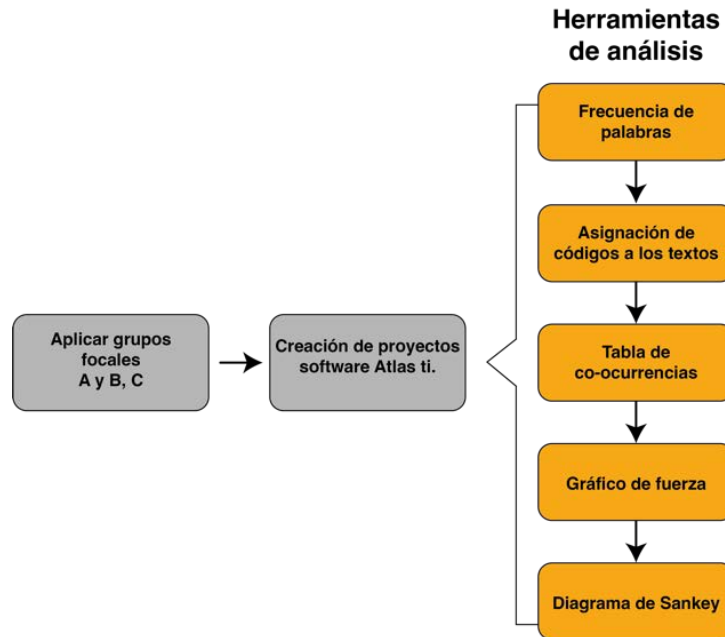 Herramientas
de análisis
Frecuencia de
palabras
Asignación de
códigos a los textos
Aplicar grupos
focales
A y B, C
Creación de proyectos
software Atlas ti.
Tabla de
co-ocurrencias
Gráfico de fuerza
Diagrama de Sankey